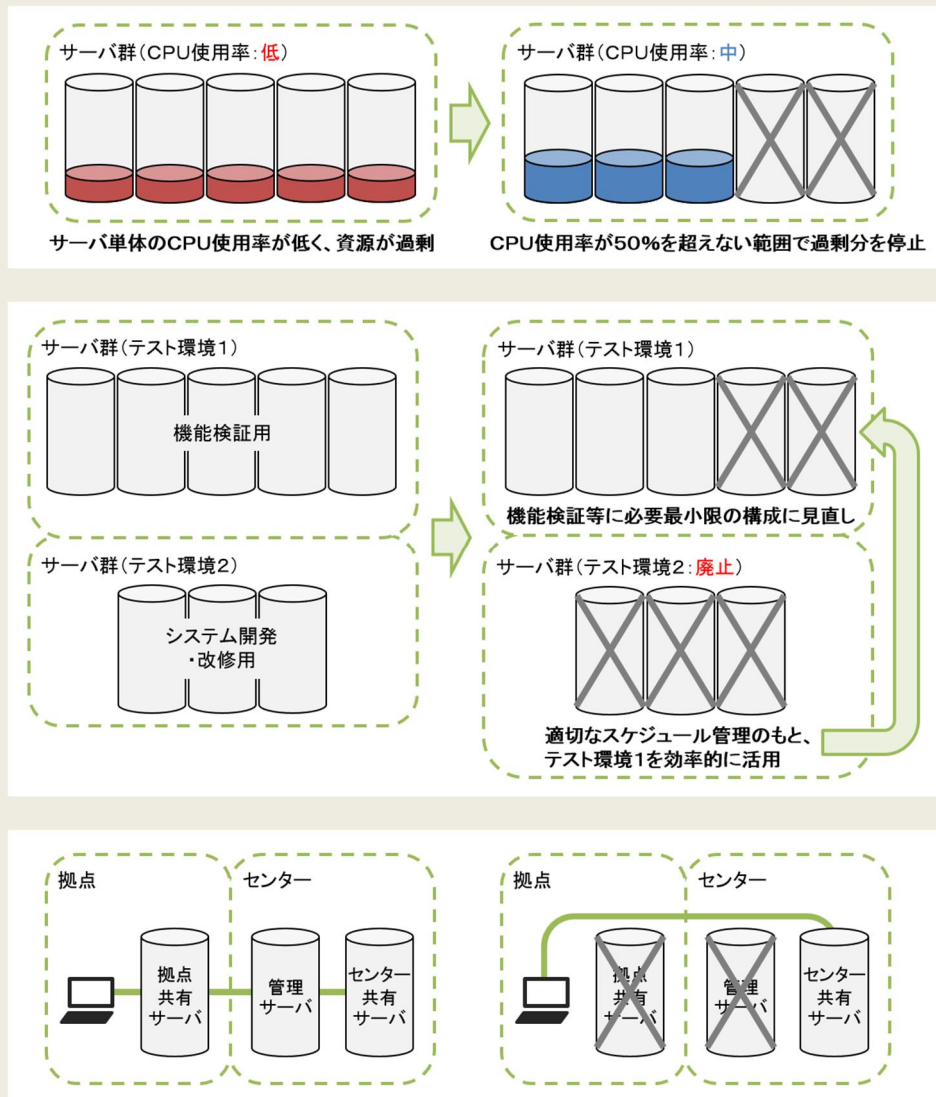 サーバ群(CPU使用率:低)
サーバ群(CPU使用率:中)
サーバ単体のCPU使用率が低く、資源が過剰
CPU使用率が50%を超えない範囲で過剰分を停止
サーバ群(テスト環境1)
機能検証用
サーバ群(テスト環境2)
システム開発
・改修用
サーバ群(テスト環境1)
機能検証等に必要最小限の構成に見直し
サーバ群(テスト環境2:廃止)
適切なスケジュール管理のもと、
テスト環境1を効率的に活用
拠点
センター
拠点
共有
サーバ
管理
サーバ
センター
共有
サーバ
拠点
センター
拠点
共有
サーバ
管理
サーバ
センター
共有
サーバ